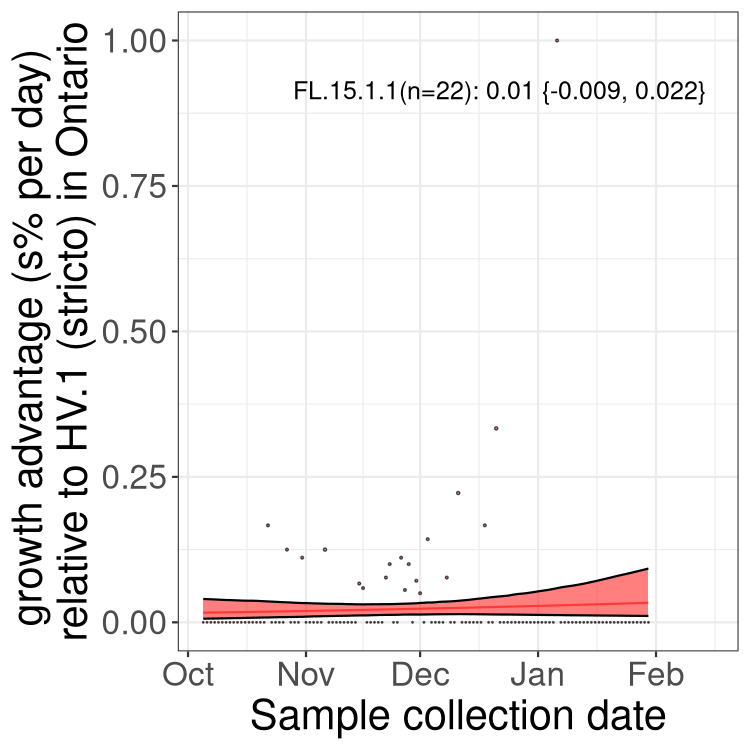 growth advantage (s% per day)
relative to HV.1 (stricto) in Ontario
1.00
0.75
0.50
0.25
0.00
FL.15.1.1(n=22): 0.01 {-0.009, 0.022}
Oct Nov Dec Jan Feb
Sample collection date